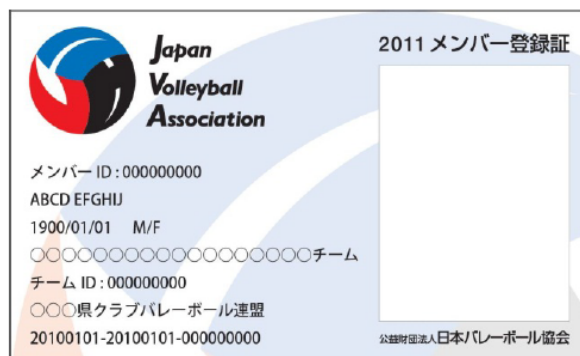 Japan
Volleyball
Association
2011 メンバー登録証
メンバー ID : 000000000
ABCD EFGHIJ
1900/01/01 M/F
○○○○○○○○○○○○○○○○○○チーム
チーム ID : 000000000
○○○県クラブバレーボール連盟
20100101-20100101-000000000
公益財団法人日本バレーボール協会